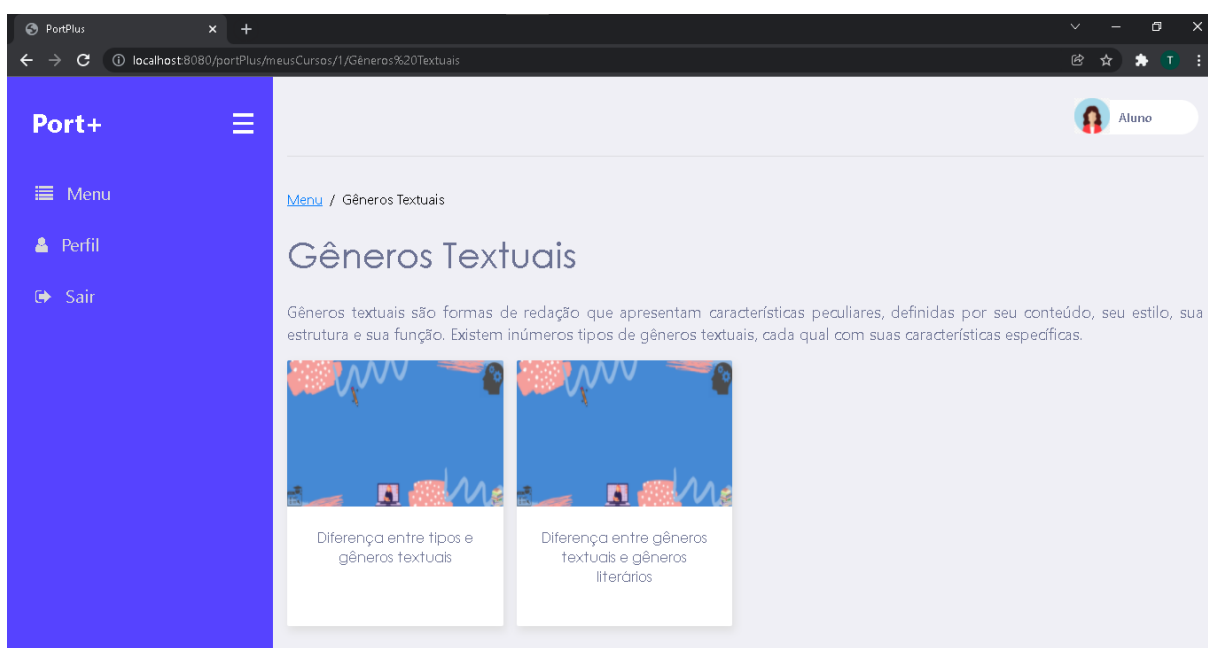 PortPlus
localhost:8080/portPlus/meusCursos/1/Gêneros%20Textuais
T
Port+
Aluno
Menu
Perfil
Sair
Menu / Gêneros Textuais
Gêneros Textuais
Gêneros textuais são formas de redação que apresentam características peculiares, definidas por seu conteúdo, seu estilo, sua
estrutura e sua função. Existem inúmeros tipos de gêneros textuais, cada qual com suas características específicas.
Diferença entre tipos e
gêneros textuais
Diferença entre gêneros
textuais e gêneros
literários